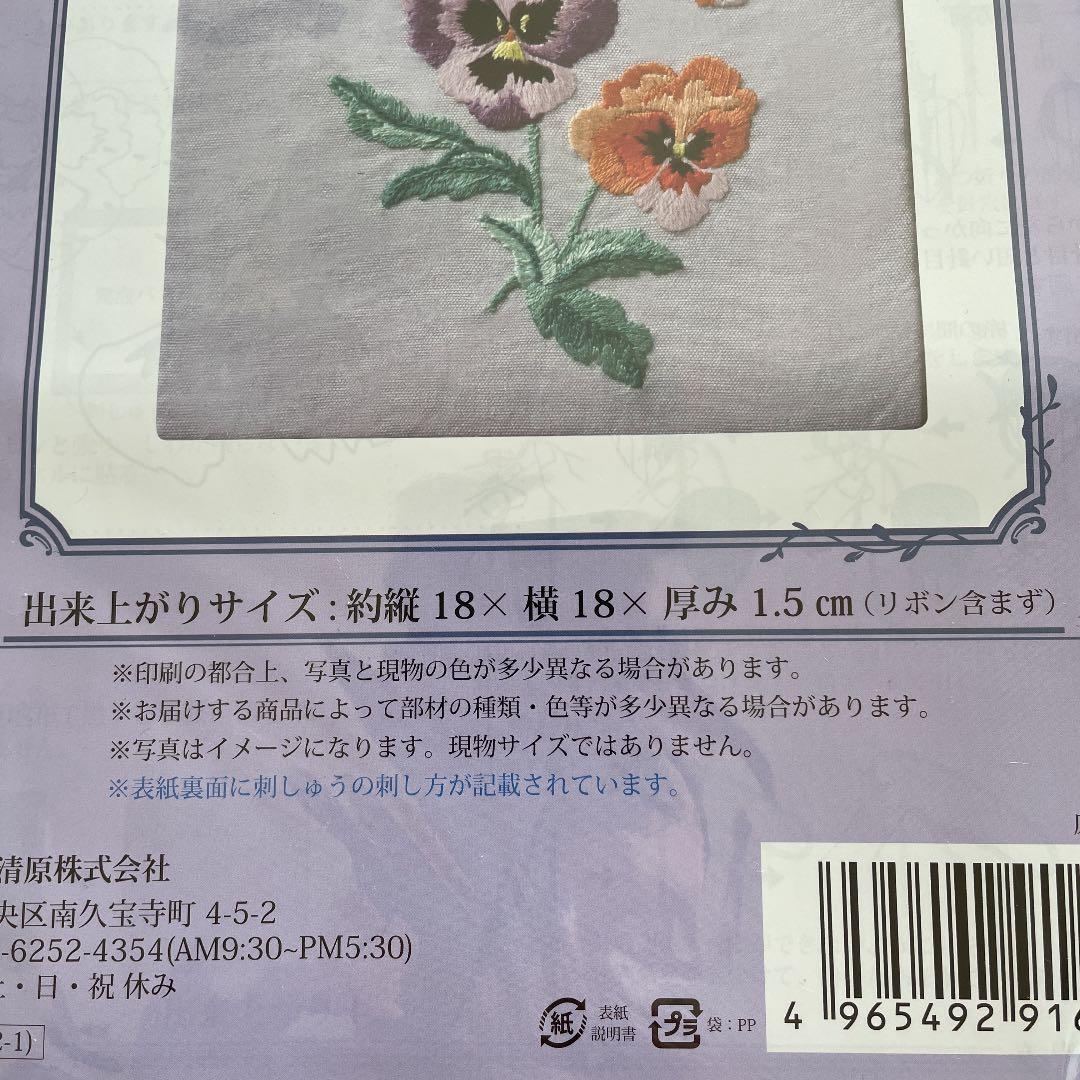 出来上がりサイズ : 約縦 18× 横 18× 厚み 1.5 ㎝ (リボン含まず)
※印刷の都合上、写真と現物の色が多少異なる場合があります。
※お届けする商品によって部材の種類・色等が多少異なる場合があります。
※写真はイメージになります。現物サイズではありません。
※表紙裏面に刺しゅうの刺し方が記載されています。
清原株式会社
央区南久宝寺町 4-5-2
-6252-4354(AM9:30~PM5:30)
・日・祝 休み
2-1)
紙 表紙
説明書
プラ 袋：PP
4 965492 91